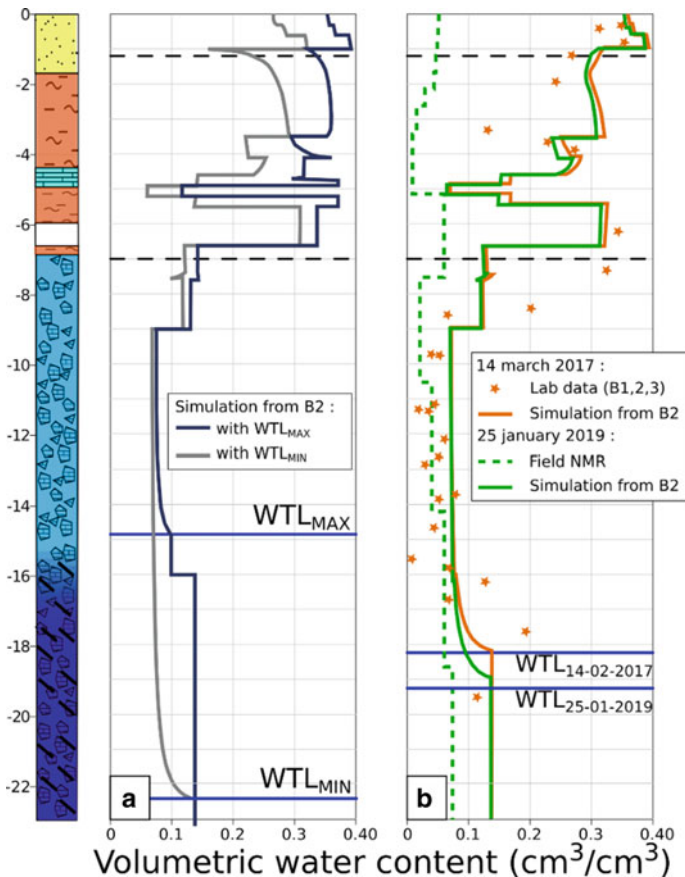 0
-2
-4
-6
-8
-10
-12
-14
-16
-18
-20
-22
Simulation from B2 :
with WTLMAX
with WTLMIN
WTLMAX
WTLMIN
a
0 0.1 0.2 0.3 0.40
14 march 2017 :
Lab data (B1,2,3)
Simulation from B2
25 january 2019 :
Field NMR
Simulation from B2
WTL14-02-2017
WTL25-01-2019
b
0 0.1 0.2 0.3 0.40
Volumetric water content (cm³/cm³)